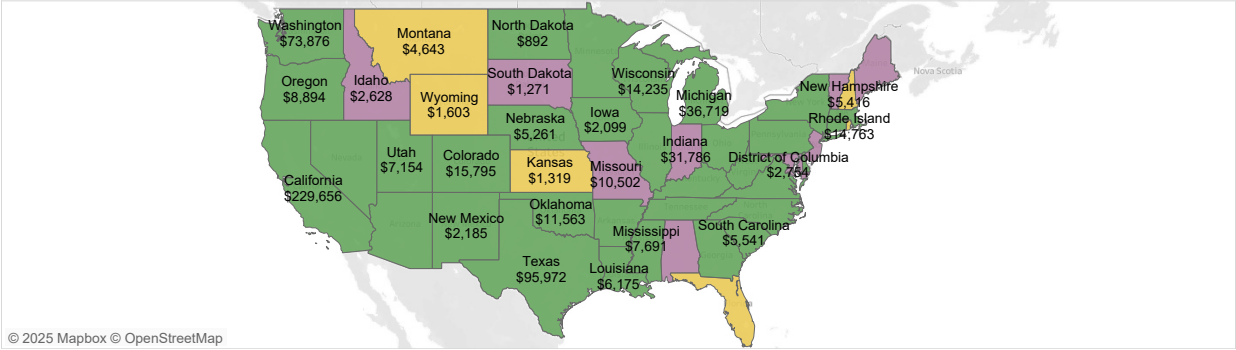 Washington
$73,876
Montana
$4,643
North Dakota
$892
Oregon
$8,894
Idaho
$2,628
South Dakota
$1,271
Wisconsin
$14,235
Michigan
$36,719
New Hampshire
$5,416
Wyoming
$1,603
Nebraska
$5,261
Iowa
$2,099
Rhode Island
$14,763
Utah
$7,154
Colorado
$15,795
Kansas
$1,319
Missouri
$10,502
Indiana
$31,786
District of Columbia
$2,754
California
$229,656
New Mexico
$2,185
Oklahoma
$11,563
Mississippi
$7,691
South Carolina
$5,541
Texas
$95,972
Louisiana
$6,175
Nova Scotia
© 2025 Mapbox © OpenStreetMap